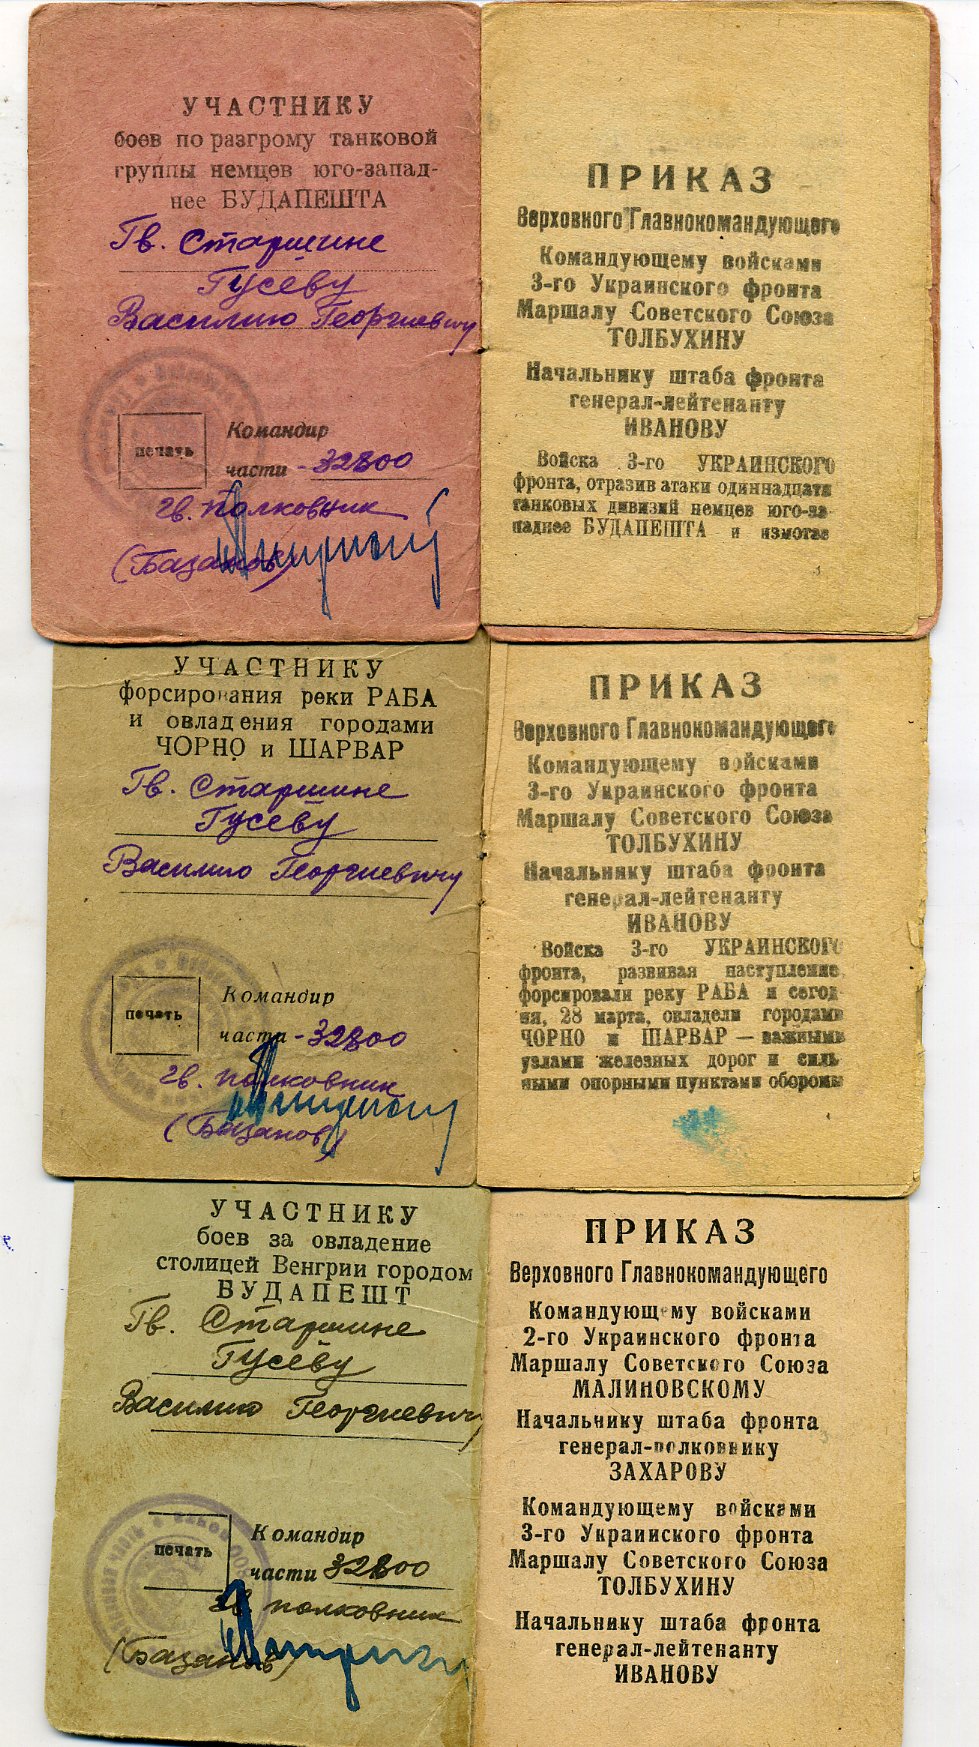 УЧАСТНИКУ
боев по разгрому танковой
группы немцев юго-запад-
нее БУДАПЕШТА
Гв. Старшине
Гусеву
Василию Георгиевичу
печать
Командир
части - 32800
гв. полковник
(Базанов)
ПРИКАЗ
Верховного Главнокомандующего
Командующему войсками
3-го Украинского фронта
Маршалу Советского Союза
ТОЛБУХИНУ
Начальнику штаба фронта
генерал-лейтенанту
ИВАНОВУ
Войска 3-го УКРАИНСКОГО
фронта, отразив атаки одиннадцати
танковых дивизий немцев юго-за-
паднее БУДАПЕШТА и измотав
УЧАСТНИКУ
форсирования реки РАБА
и овладения городами
ЧОРНО и ШАРВАР
Гв. Старшине
Гусеву
Василию Георгиевичу
печать
Командир
части - 32800
гв. полковник
(Базанов)
ПРИКАЗ
Верховного Главнокомандующего
Командующему войсками
3-го Украинского фронта
Маршалу Советского Союза
ТОЛБУХИНУ
Начальнику штаба фронта
генерал-лейтенанту
ИВАНОВУ
Войска 3-го УКРАИНСКОГО
фронта, развивая наступление,
форсировали реку РАБА и сегод-
ня, 28 марта, овладели городами
ЧОРНО и ШАРВАР — важными
узлами железных дорог и силь-
ными опорными пунктами обороны
УЧАСТНИКУ
боев за овладение
столицей Венгрии городом
БУДАПЕШТ
Гв. Старшине
Гусеву
Василию Георгиевичу
печать
Командир
части 32800
гв полковник
(Базанов)
ПРИКАЗ
Верховного Главнокомандующего
Командующему войсками
2-го Украинского фронта
Маршалу Советского Союза
МАЛИНОВСКОМУ
Начальнику штаба фронта
генерал-полковнику
ЗАХАРОВУ
Командующему войсками
3-го Украинского фронта
Маршалу Советского Союза
ТОЛБУХИНУ
Начальнику штаба фронта
генерал-лейтенанту
ИВАНОВУ